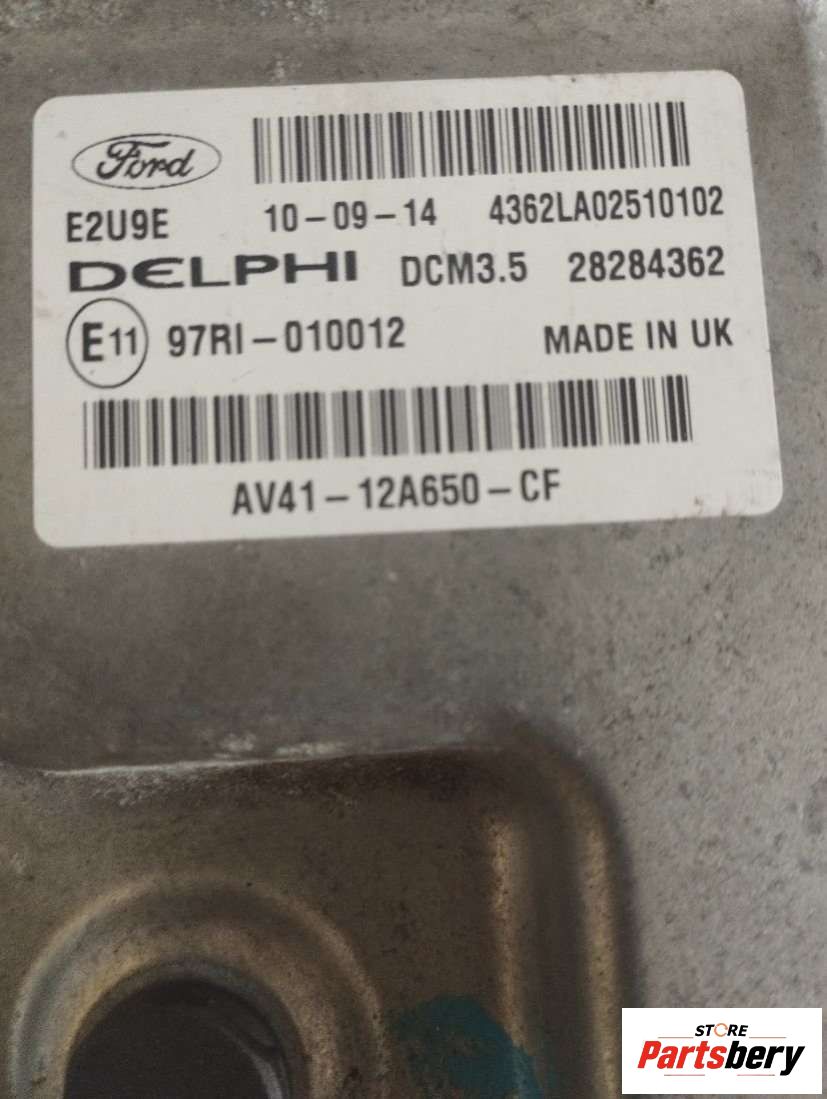 Ford
E2U9E 10-09-14 4362LA02510102
DELPHI DCM3.5 28284362
E11 97RI-010012 MADE IN UK
AV41-12A650-CF
STORE
Partsbery